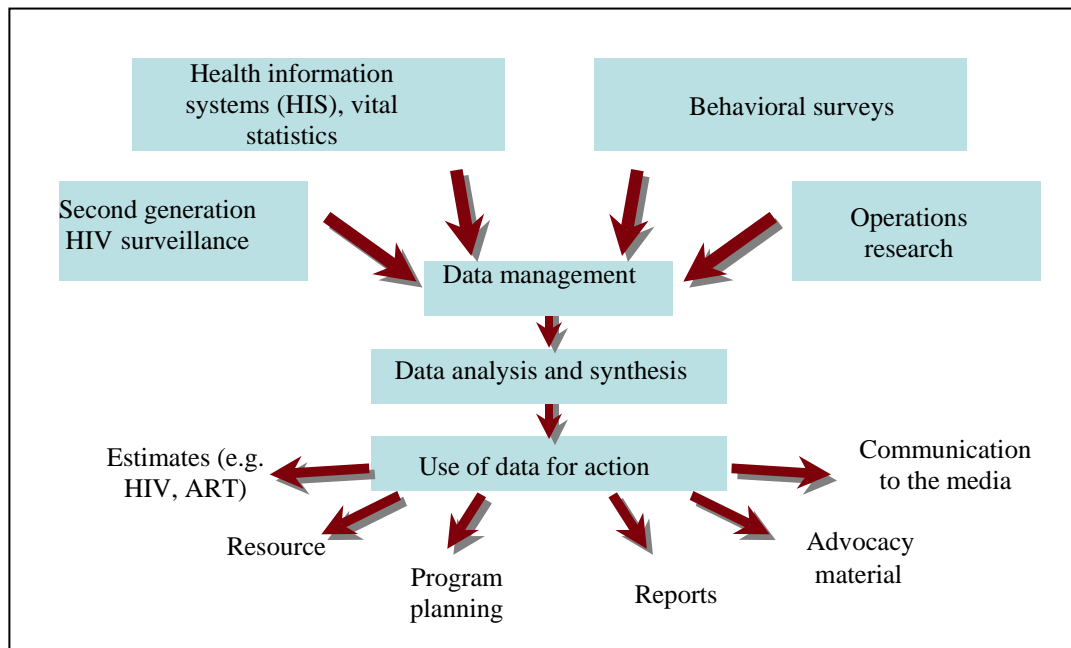 Health information
systems (HIS), vital
statistics
Behavioral surveys
Second generation
HIV surveillance
Operations
research
Data management
Data analysis and synthesis
Use of data for action
Estimates (e.g.
HIV, ART)
Resource
Program
planning
Reports
Advocacy
material
Communication
to the media